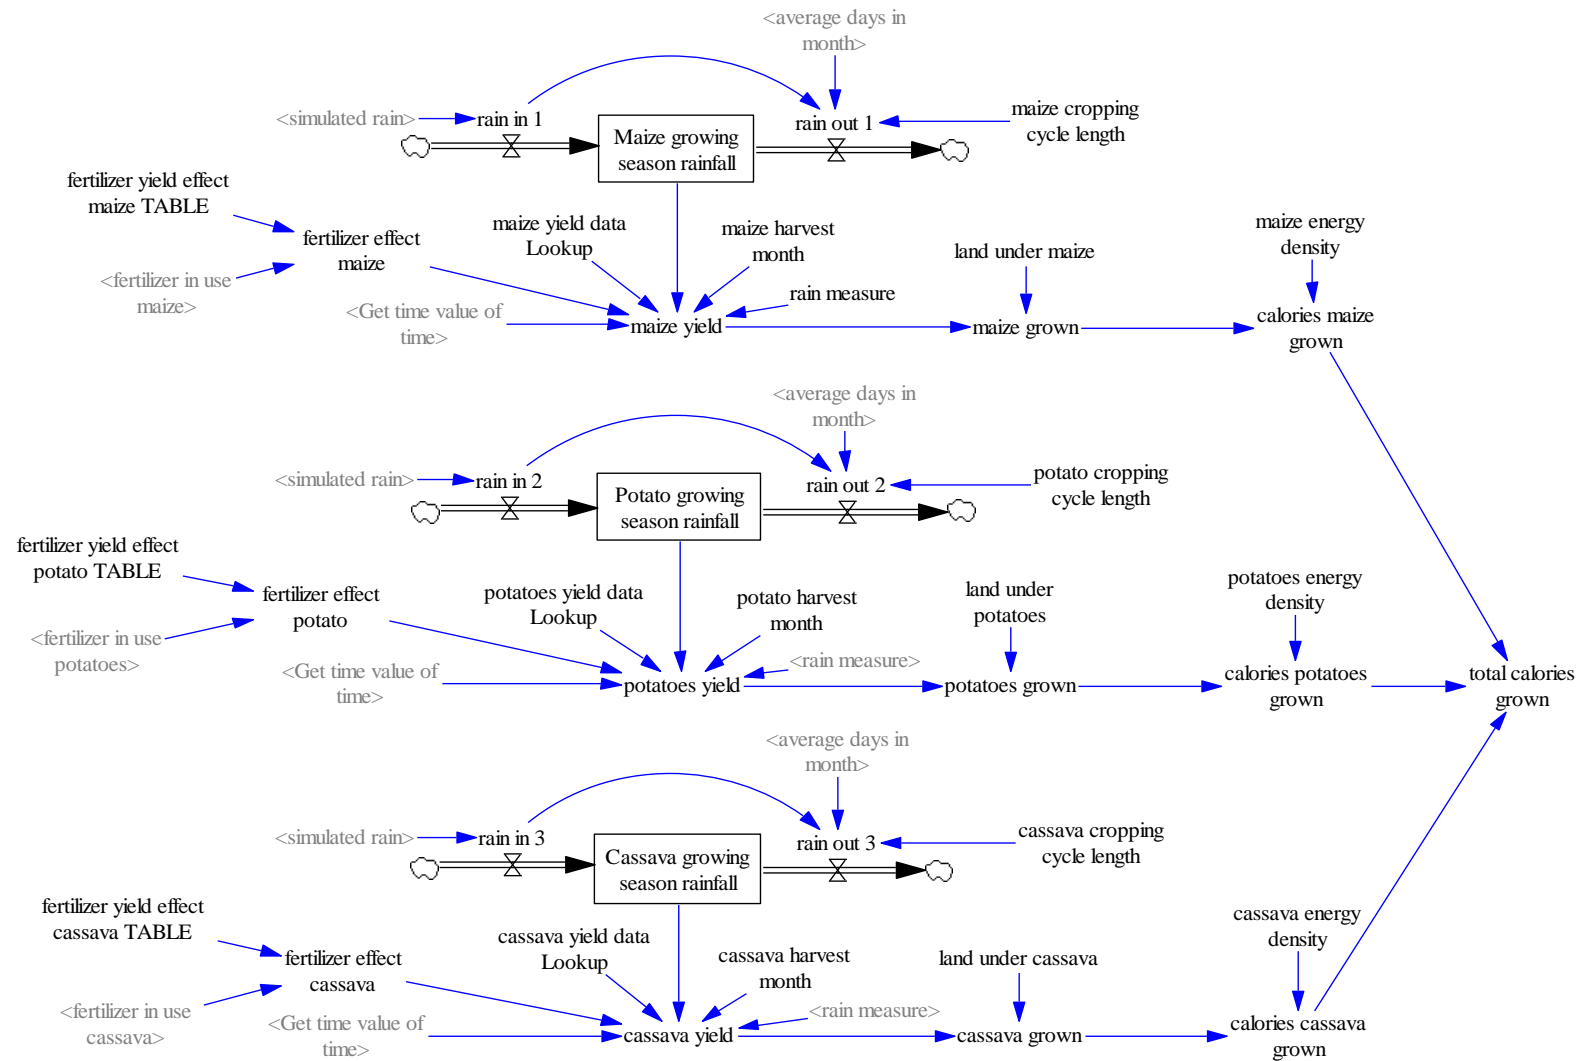 <average days in
month>
<simulated rain>
rain in 1
rain out 1
maize cropping
cycle length
Maize growing
season rainfall
fertilizer yield effect
maize TABLE
fertilizer effect
maize
<fertilizer in use
maize>
maize yield data
Lookup
maize harvest
month
land under maize
maize energy
density
rain measure
<Get time value of
time>
maize yield
maize grown
calories maize
grown
<average days in
month>
<simulated rain>
rain in 2
rain out 2
potato cropping
cycle length
Potato growing
season rainfall
fertilizer yield effect
potato TABLE
fertilizer effect
potato
<fertilizer in use
potatoes>
potatoes yield data
Lookup
potato harvest
month
land under
potatoes
potatoes energy
density
<rain measure>
<Get time value of
time>
potatoes yield
potatoes grown
calories potatoes
grown
total calories
grown
<average days in
month>
<simulated rain>
rain in 3
rain out 3
cassava cropping
cycle length
Cassava growing
season rainfall
fertilizer yield effect
cassava TABLE
fertilizer effect
cassava
<fertilizer in use
cassava>
cassava yield data
Lookup
cassava harvest
month
land under cassava
cassava energy
density
<rain measure>
<Get time value of
time>
cassava yield
cassava grown
calories cassava
grown